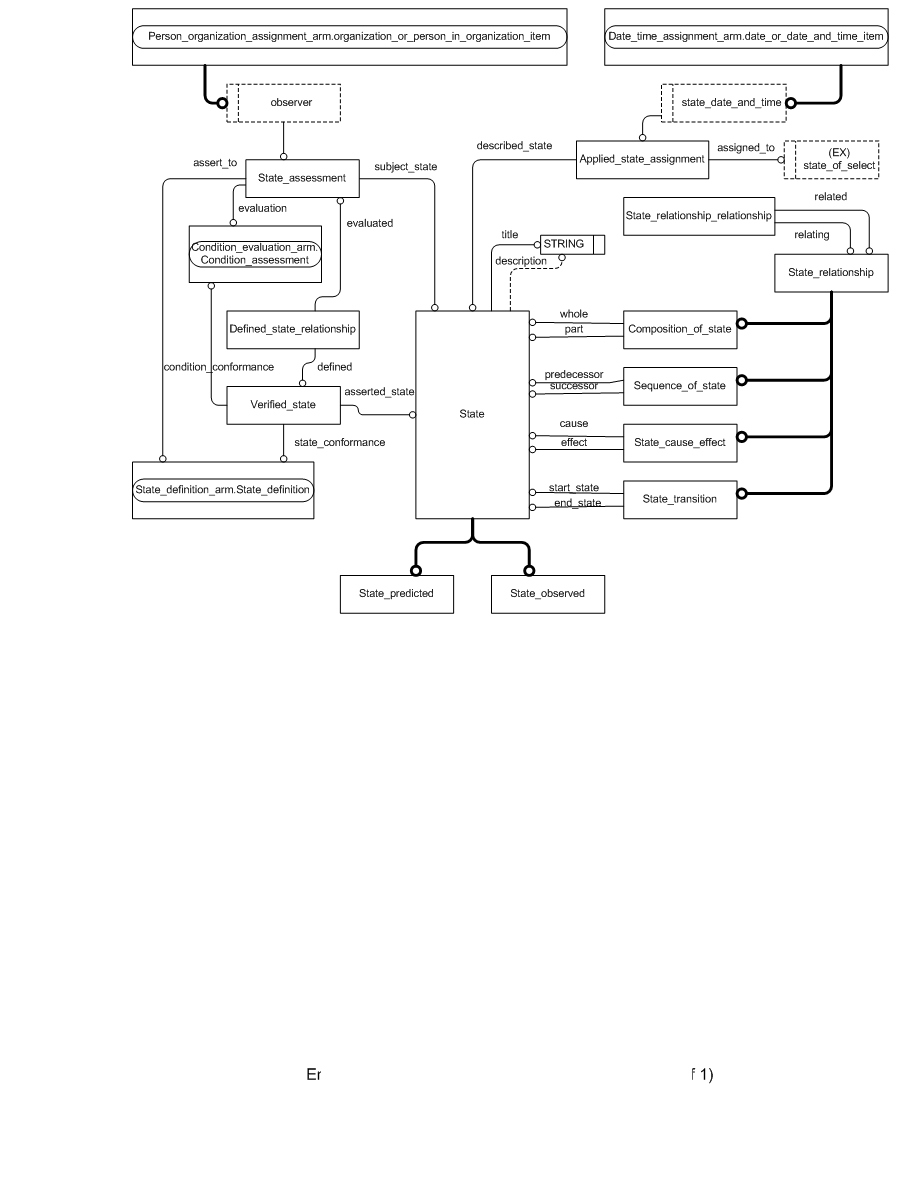 Person_organization_assignment_arm.organization_or_person_in_organization_item
Date_time_assignment_arm.date_or_date_and_time_item
observer
state_date_and_time
assert_to
State_assessment
subject_state
described_state
Applied_state_assignment
assigned_to
(EX)
state_of_select
evaluation
evaluated
related
State_relationship_relationship
relating
title
STRING
description
Condition_evaluation_arm.
Condition_assessment
State_relationship
Defined_state_relationship
whole
part
Composition_of_state
condition_conformance
defined
predecessor
successor
Sequence_of_state
Verified_state
asserted_state
State
cause
effect
State_cause_effect
state_conformance
State_definition_arm.State_definition
start_state
end_state
State_transition
State_predicted
State_observed
Er
f 1)